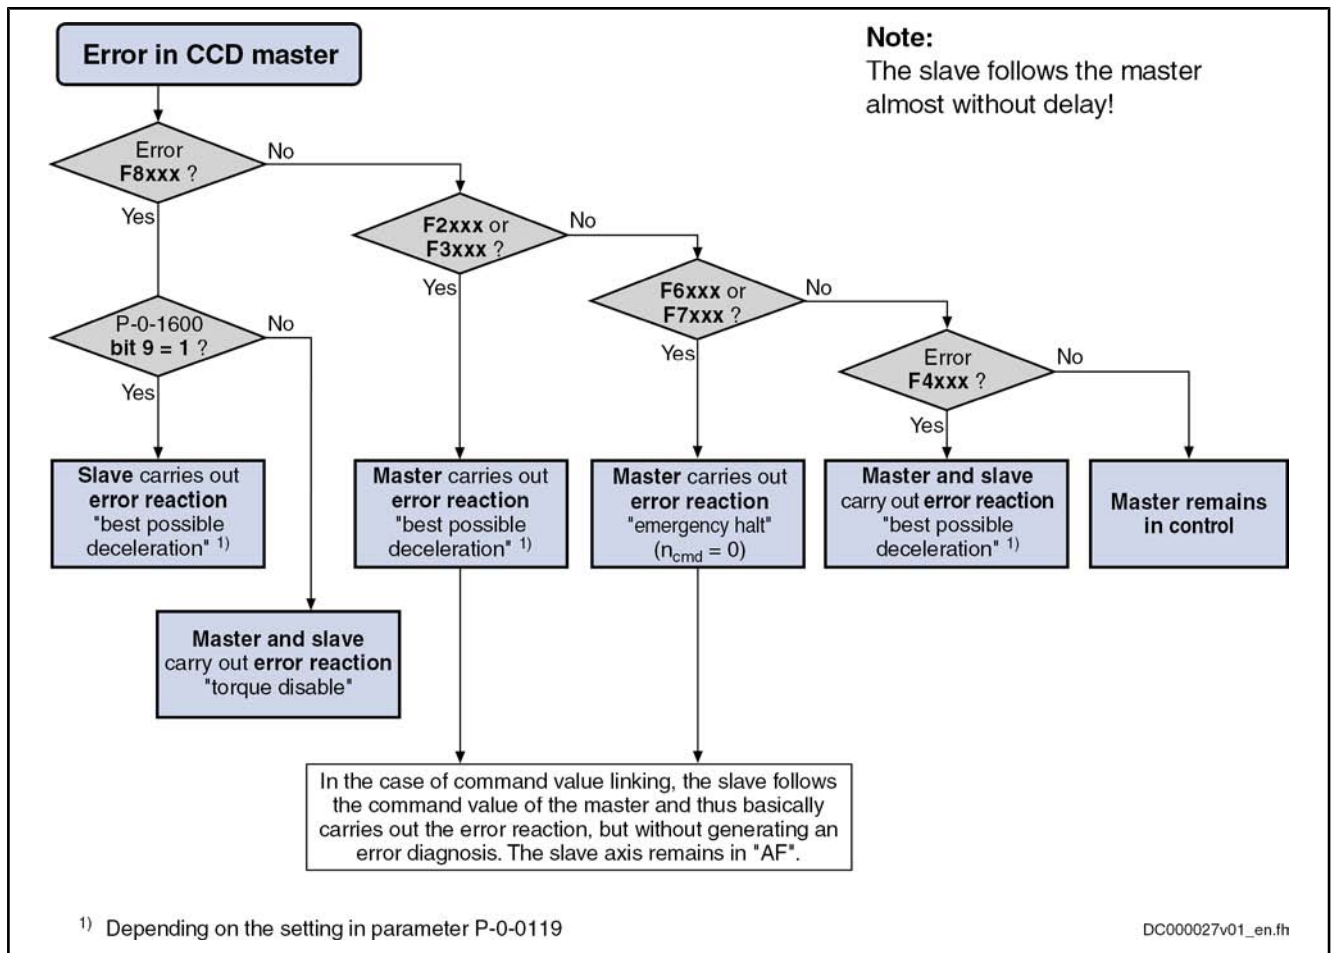 Error in CCD master
Note:
The slave follows the master
almost without delay!
Error
F8xxx ?
No
Yes
F2xxx or
F3xxx ?
No
Yes
F6xxx or
F7xxx ?
No
Yes
P-0-1600
bit 9 = 1 ?
No
Yes
Error
F4xxx ?
No
Yes
Slave carries out
error reaction
"best possible
deceleration" 1)
Master carries out
error reaction
"best possible
deceleration" 1)
Master carries out
error reaction
"emergency halt"
(ncmd = 0)
Master and slave
carry out error reaction
"best possible
deceleration" 1)
Master remains
in control
Master and slave
carry out error reaction
"torque disable"
In the case of command value linking, the slave follows
the command value of the master and thus basically
carries out the error reaction, but without generating an
error diagnosis. The slave axis remains in "AF".
1) Depending on the setting in parameter P-0-0119
DC000027v01_en.fh